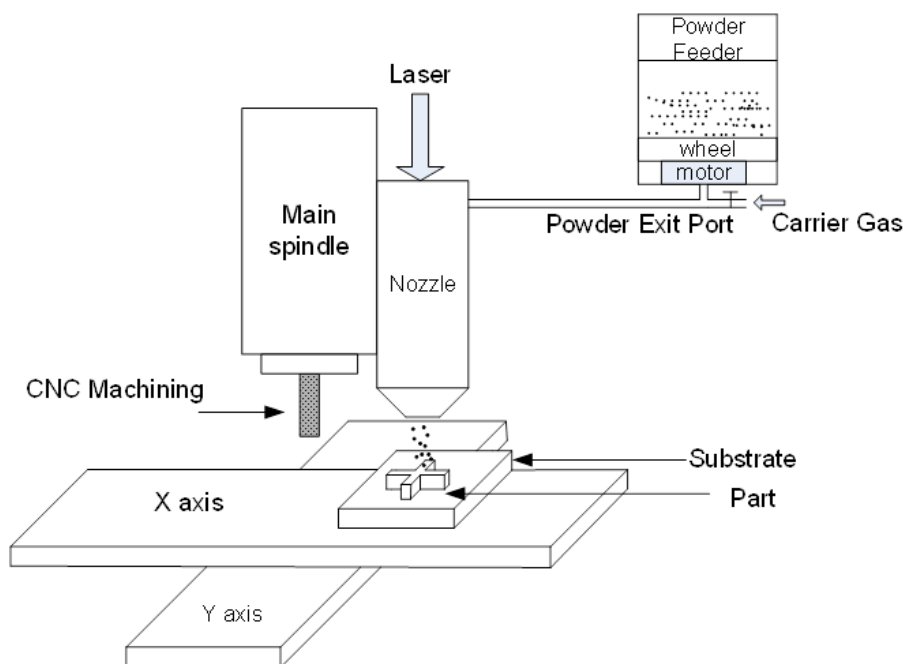 Powder
Feeder
Laser
wheel
motor
Main
spindle
Powder Exit Port
Carrier Gas
Nozzle
CNC Machining
Substrate
X axis
Part
Y axis